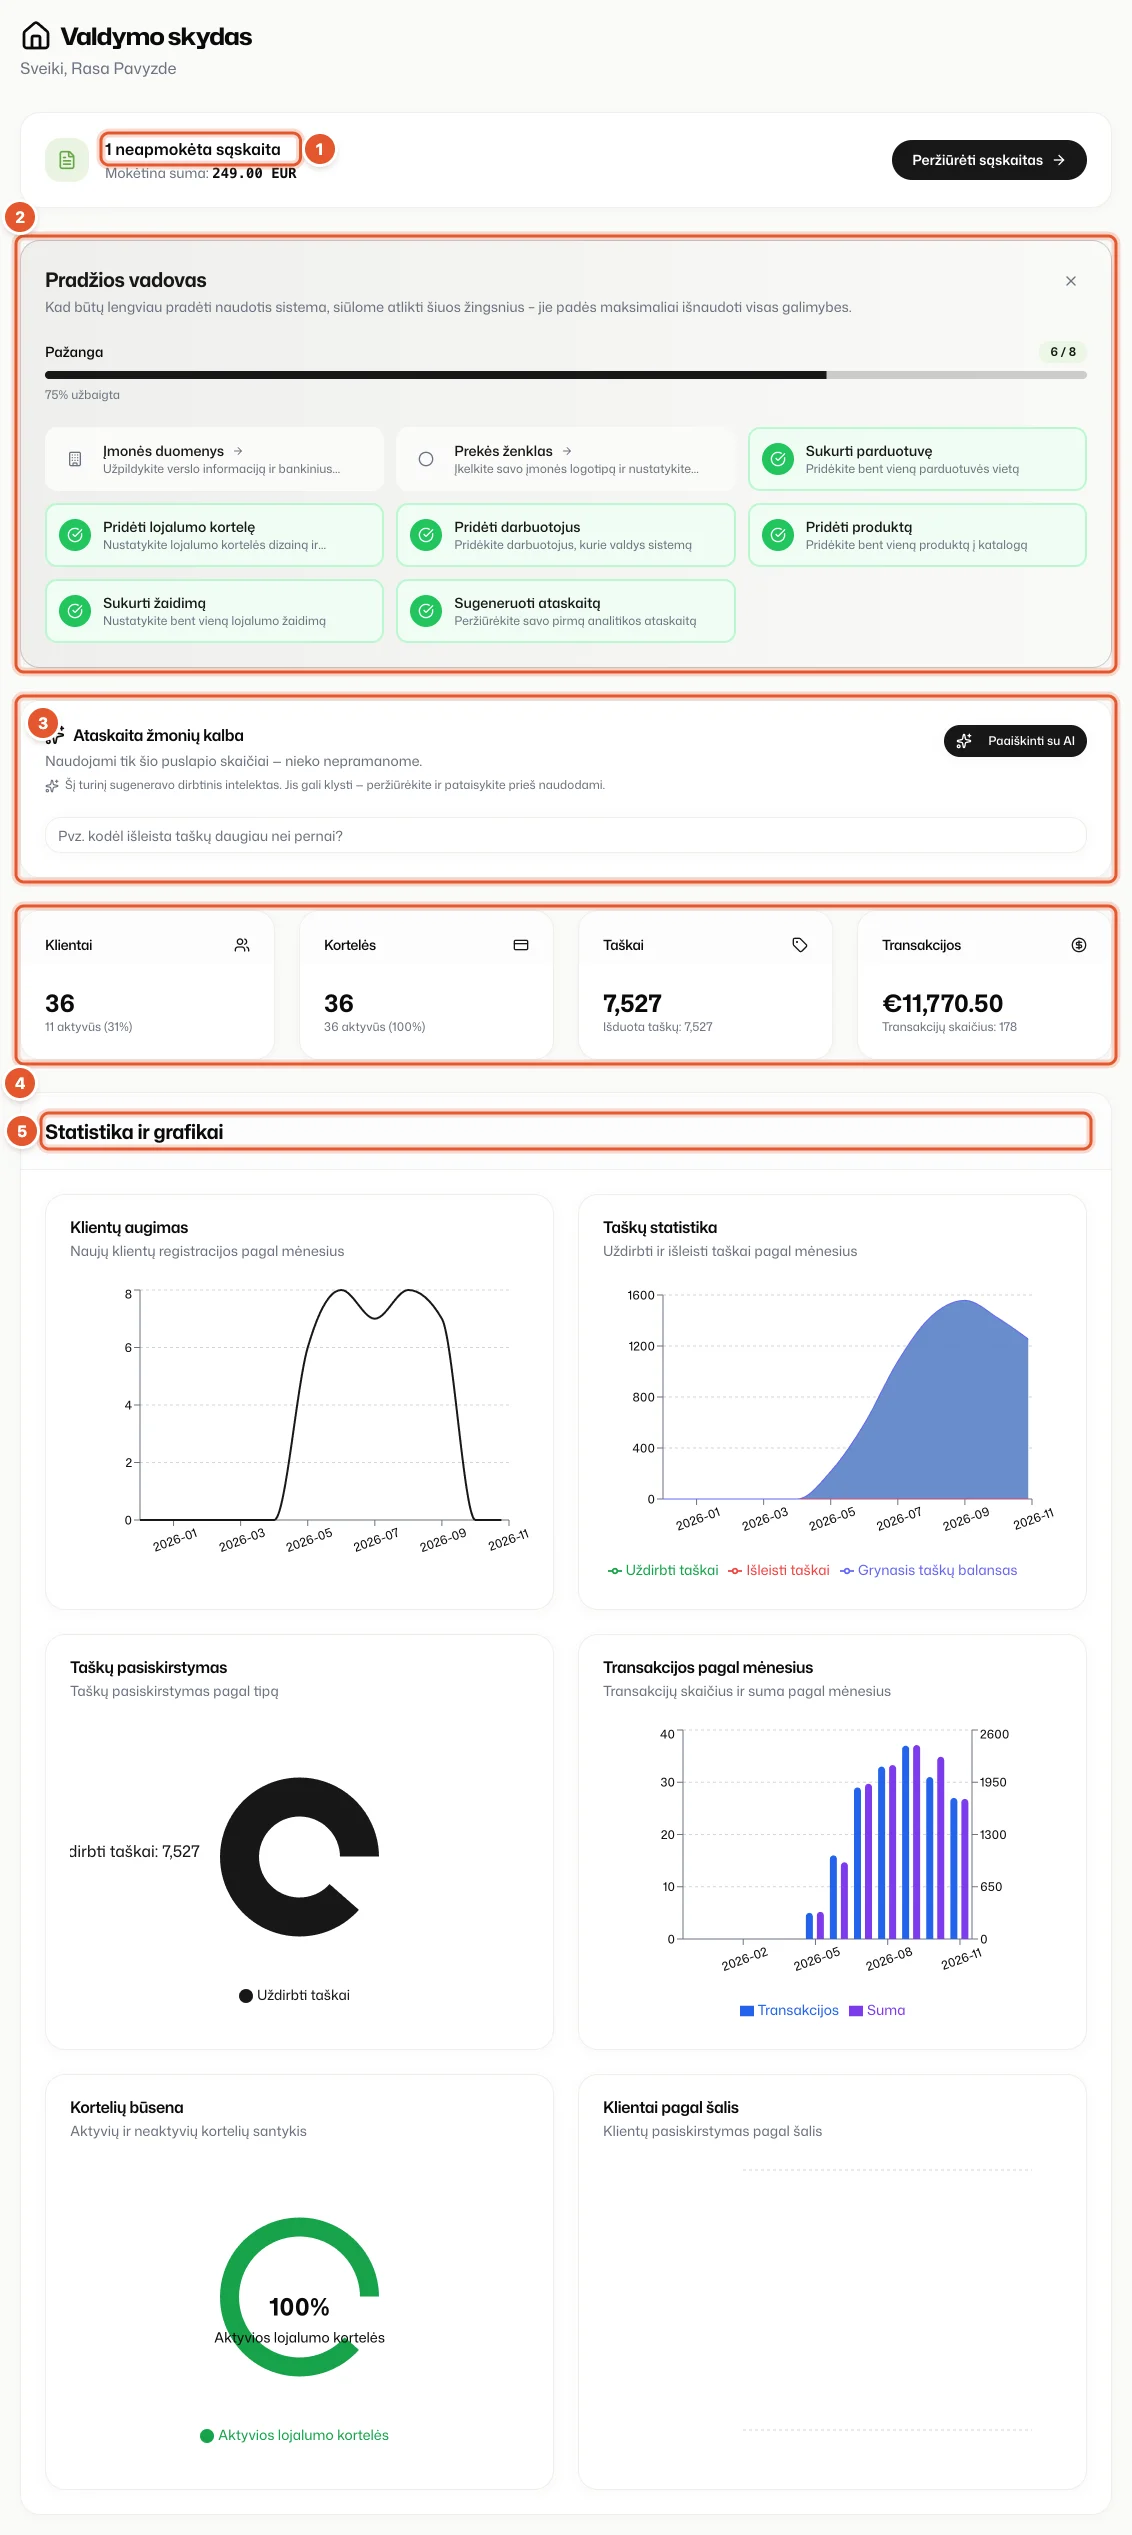 Valdymo skydas
Sveiki, Rasa Pavyzde
1 neapmokėta sąskaita
1
Mokėtina suma: 249.00 EUR
Peržiūrėti sąskaitas
2
Pradžios vadovas
Kad būtų lengviau pradėti naudotis sistema, siūlome atlikti šiuos žingsnius – jie padės maksimaliai išnaudoti visas galimybes.
Pažanga
6 / 8
75% užbaigta
Įmonės duomenys
Užpildykite verslo informaciją ir bankinius...
Prekės ženklas
Įkelkite savo įmonės logotipą ir nustatykite...
Sukurti parduotuvę
Pridėkite bent vieną parduotuvės vietą
Pridėti lojalumo kortelę
Nustatykite lojalumo kortelės dizainą ir...
Pridėti darbuotojus
Pridėkite darbuotojus, kurie valdys sistemą
Pridėti produktą
Pridėkite bent vieną produktą į katalogą
Sukurti žaidimą
Nustatykite bent vieną lojalumo žaidimą
Sugeneruoti ataskaitą
Peržiūrėkite savo pirmą analitikos ataskaitą
3
Ataskaita žmonių kalba
Paaiškinti su AI
Naudojami tik šio puslapio skaičiai — nieko nepramanome.
Šį turinį sugeneravo dirbtinis intelektas. Jis gali klysti — peržiūrėkite ir pataisykite prieš naudodami.
Pvz. kodėl išleista taškų daugiau nei pernai?
Klientai
36
11 aktyvūs (31%)
Kortelės
36
36 aktyvūs (100%)
Taškai
7,527
Išduota taškų: 7,527
Transakcijos
€11,770.50
Transakcijų skaičius: 178
4
5
Statistika ir grafikai
Klientų augimas
Naujų klientų registracijos pagal mėnesius
8
6
4
2
0
2026-01
2026-03
2026-05
2026-07
2026-09
2026-11
Taškų statistika
Uždirbti ir išleisti taškai pagal mėnesius
1600
1200
800
400
0
2026-01
2026-03
2026-05
2026-07
2026-09
2026-11
Uždirbti taškai
Išleisti taškai
Grynasis taškų balansas
Taškų pasiskirstymas
Taškų pasiskirstymas pagal tipą
dirbti taškai: 7,527
Uždirbti taškai
Transakcijos pagal mėnesius
Transakcijų skaičius ir suma pagal mėnesius
40
30
20
10
0
2600
1950
1300
650
0
2026-02
2026-05
2026-08
2026-11
Transakcijos
Suma
Kortelių būsena
Aktyvių ir neaktyvių kortelių santykis
100%
Aktyvios lojalumo kortelės
Aktyvios lojalumo kortelės
Klientai pagal šalis
Klientų pasiskirstymas pagal šalis